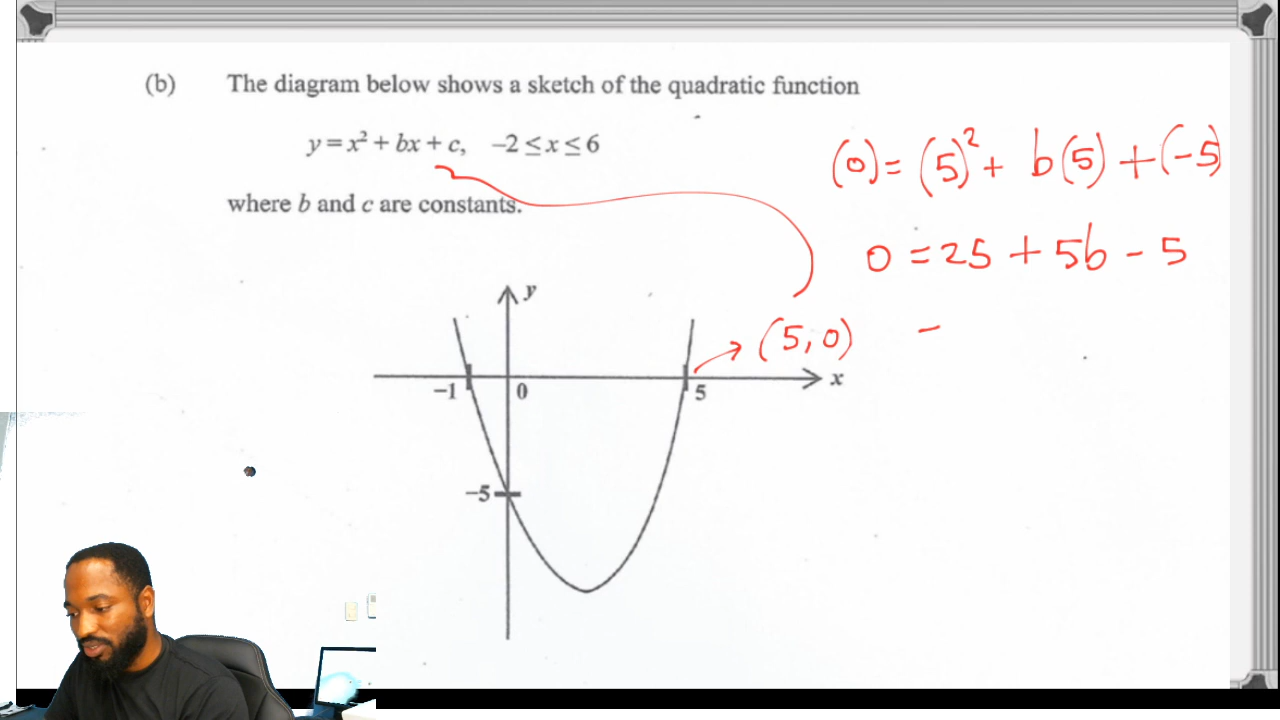 (b) The diagram below shows a sketch of the quadratic function
y = x² + bx + c, −2 ≤ x ≤ 6
where b and c are constants.
(0) = (5)² + b(5) + (−5)
0 = 25 + 5b − 5
y
(5, 0) −
−1 0 5 x
−5